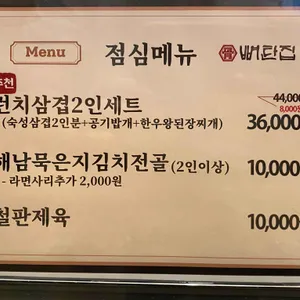 Menu 점심메뉴 뼈탄집
추천
런치삼겹2인세트 44,000
8,000
(숙성삼겹2인분+공기밥2개+한우왕된장찌개) 36,000
해남묵은지김치전골 (2인이상) 10,000
- 라면사리추가 2,000원
철판제육 10,000